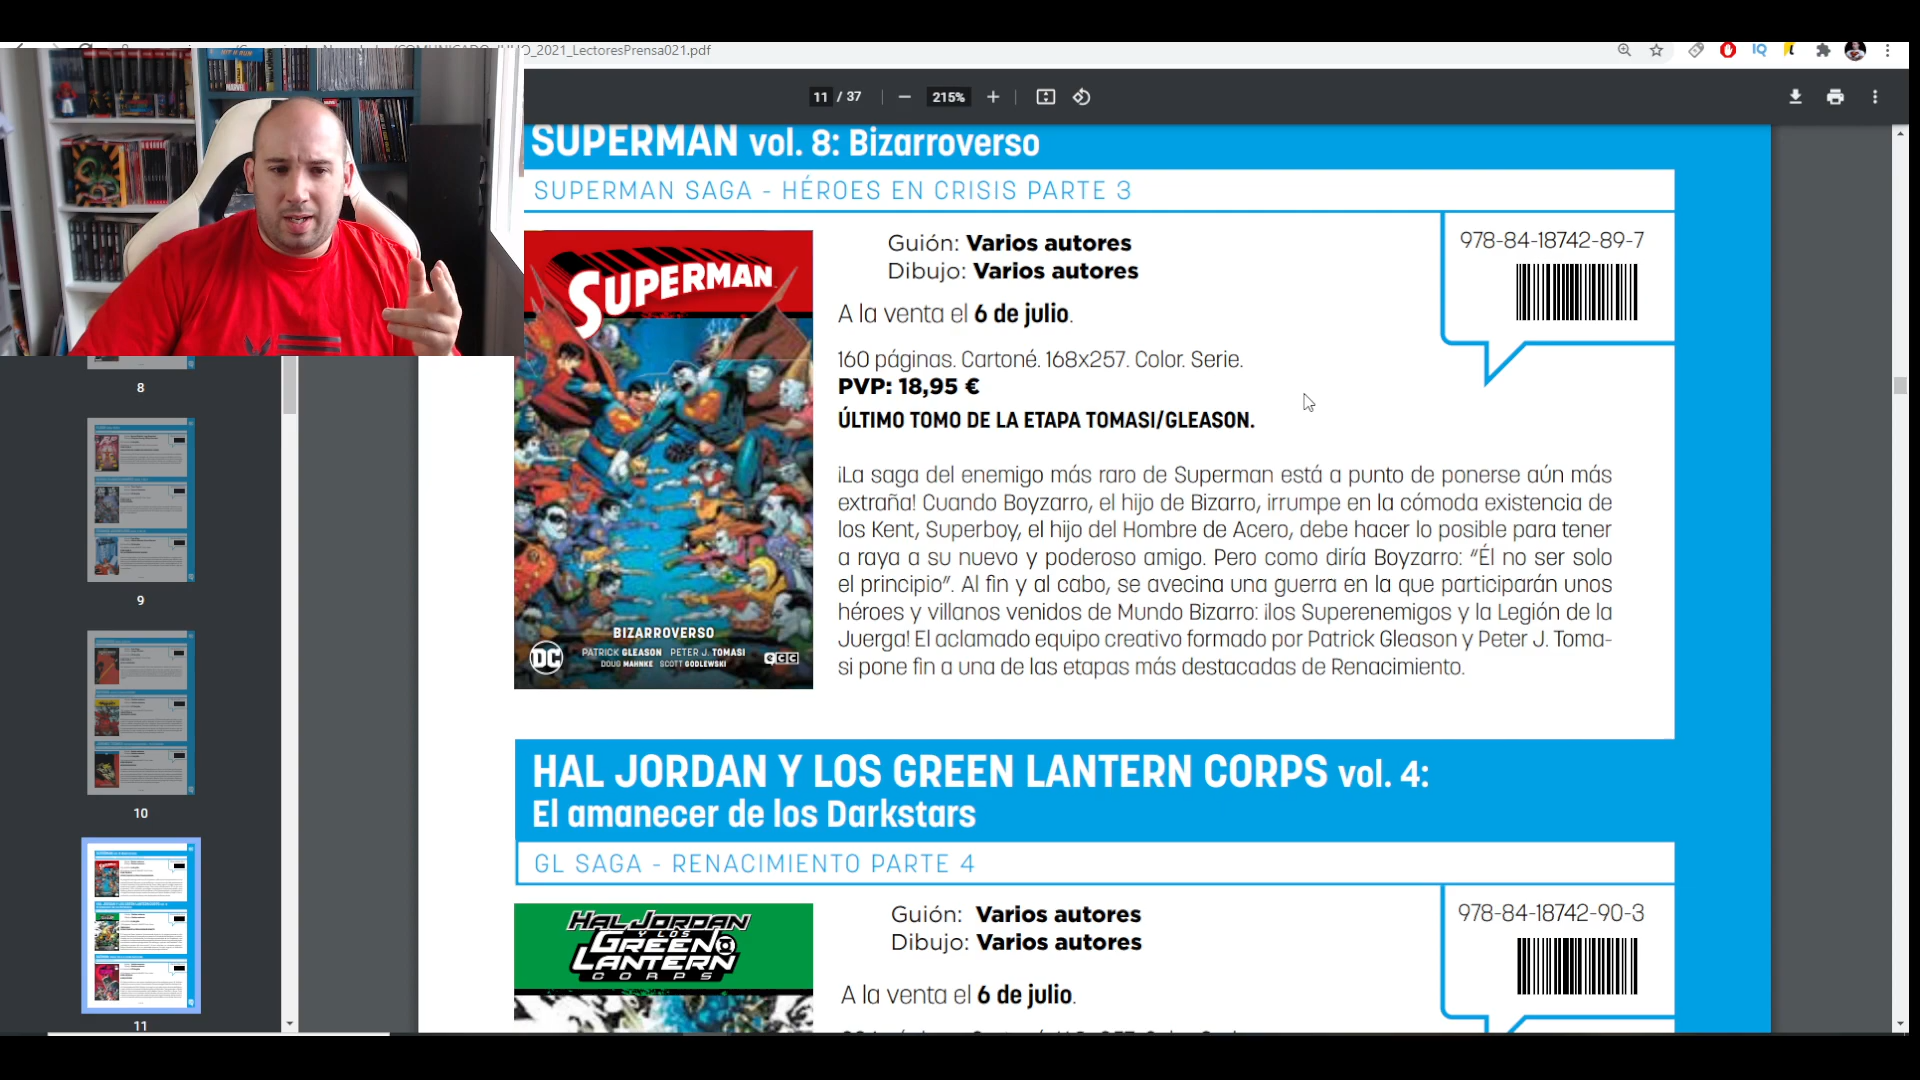 _2021_LectoresPrensa021.pdf
11 / 37
215%
SUPERMAN vol. 8: Bizarroverso
SUPERMAN SAGA - HÉROES EN CRISIS PARTE 3
978-84-18742-89-7
Guión: Varios autores
Dibujo: Varios autores
A la venta el 6 de julio.
160 páginas. Cartoné. 168x257. Color. Serie.
PVP: 18,95 €
ÚLTIMO TOMO DE LA ETAPA TOMASI/GLEASON.
¡La saga del enemigo más raro de Superman está a punto de ponerse aún más
extraña! Cuando Boyzarro, el hijo de Bizarro, irrumpe en la cómoda existencia de
los Kent, Superboy, el hijo del Hombre de Acero, debe hacer lo posible para tener
a raya a su nuevo y poderoso amigo. Pero como diría Boyzarro: “Él no ser solo
el principio”. Al fin y al cabo, se avecina una guerra en la que participarán unos
héroes y villanos venidos de Mundo Bizarro: ¡los Superenemigos y la Legión de la
Juerga! El aclamado equipo creativo formado por Patrick Gleason y Peter J. Toma-
si pone fin a una de las etapas más destacadas de Renacimiento.
SUPERMAN
BIZARROVERSO
PATRICK GLEASON PETER J. TOMASI
DOUG MAHNKE SCOTT GODLEWSKI
DC
ecc
HAL JORDAN Y LOS GREEN LANTERN CORPS vol. 4:
El amanecer de los Darkstars
GL SAGA - RENACIMIENTO PARTE 4
978-84-18742-90-3
Guión: Varios autores
Dibujo: Varios autores
A la venta el 6 de julio.
HAL JORDAN
Y LOS
GREEN
LANTERN
CORPS
8
9
10
11